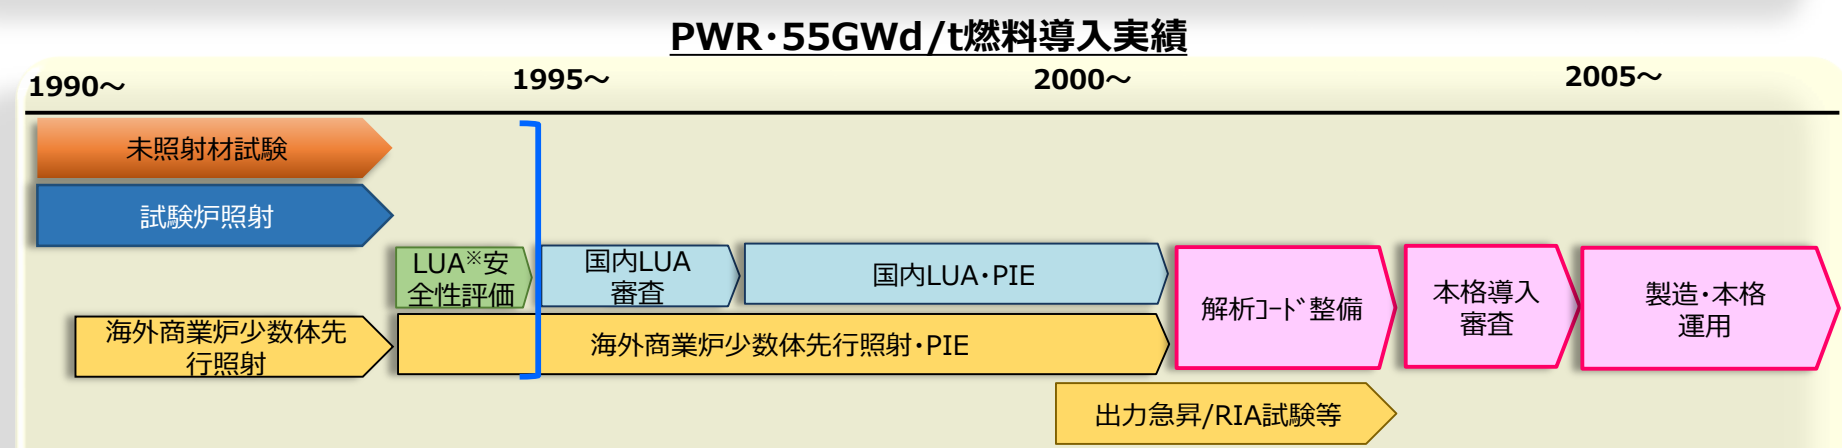 PWR･55GWd/t燃料導入実績
1990～
1995～
2000～
2005～
未照射材試験
試験炉照射
LUA※安
全性評価
国内LUA
審査
国内LUA･PIE
解析ｺｰﾄﾞ整備
本格導入
審査
製造･本格
運用
海外商業炉少数体先
行照射
海外商業炉少数体先行照射･PIE
出力急昇/RIA試験等